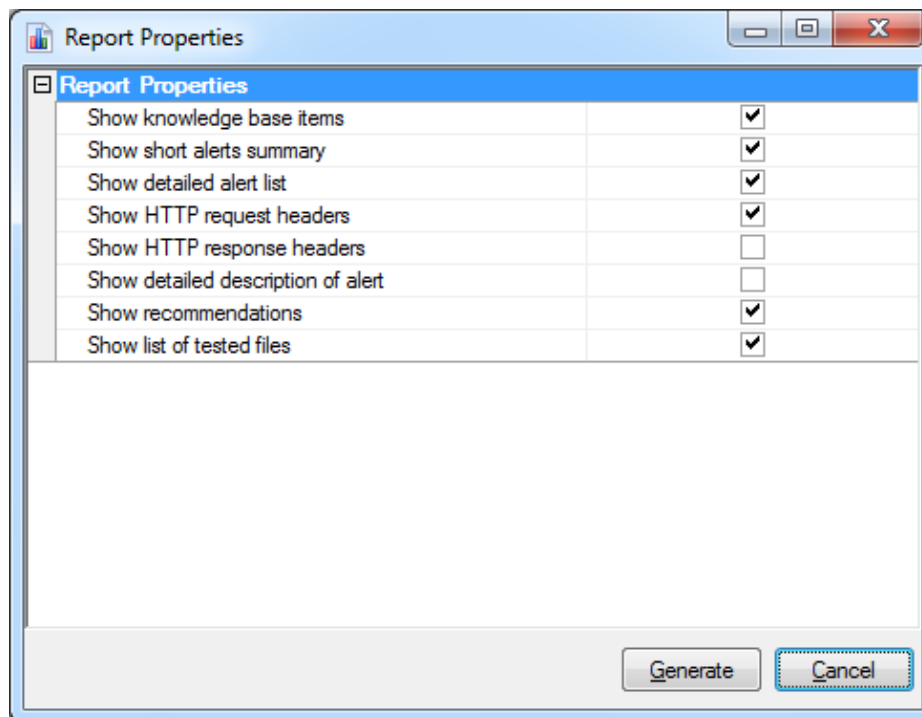 Report Properties
Report Properties
Show knowledge base items
Show short alerts summary
Show detailed alert list
Show HTTP request headers
Show HTTP response headers
Show detailed description of alert
Show recommendations
Show list of tested files
Generate Cancel